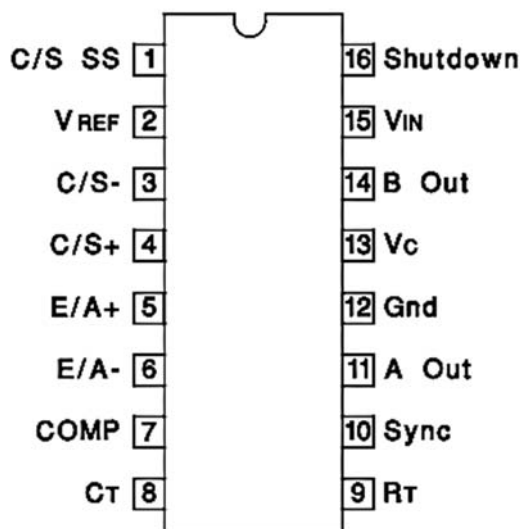 C/S SS 1 16 Shutdown
VREF 2 15 VIN
C/S- 3 14 B Out
C/S+ 4 13 VC
E/A+ 5 12 Gnd
E/A- 6 11 A Out
COMP 7 10 Sync
CT 8 9 RT